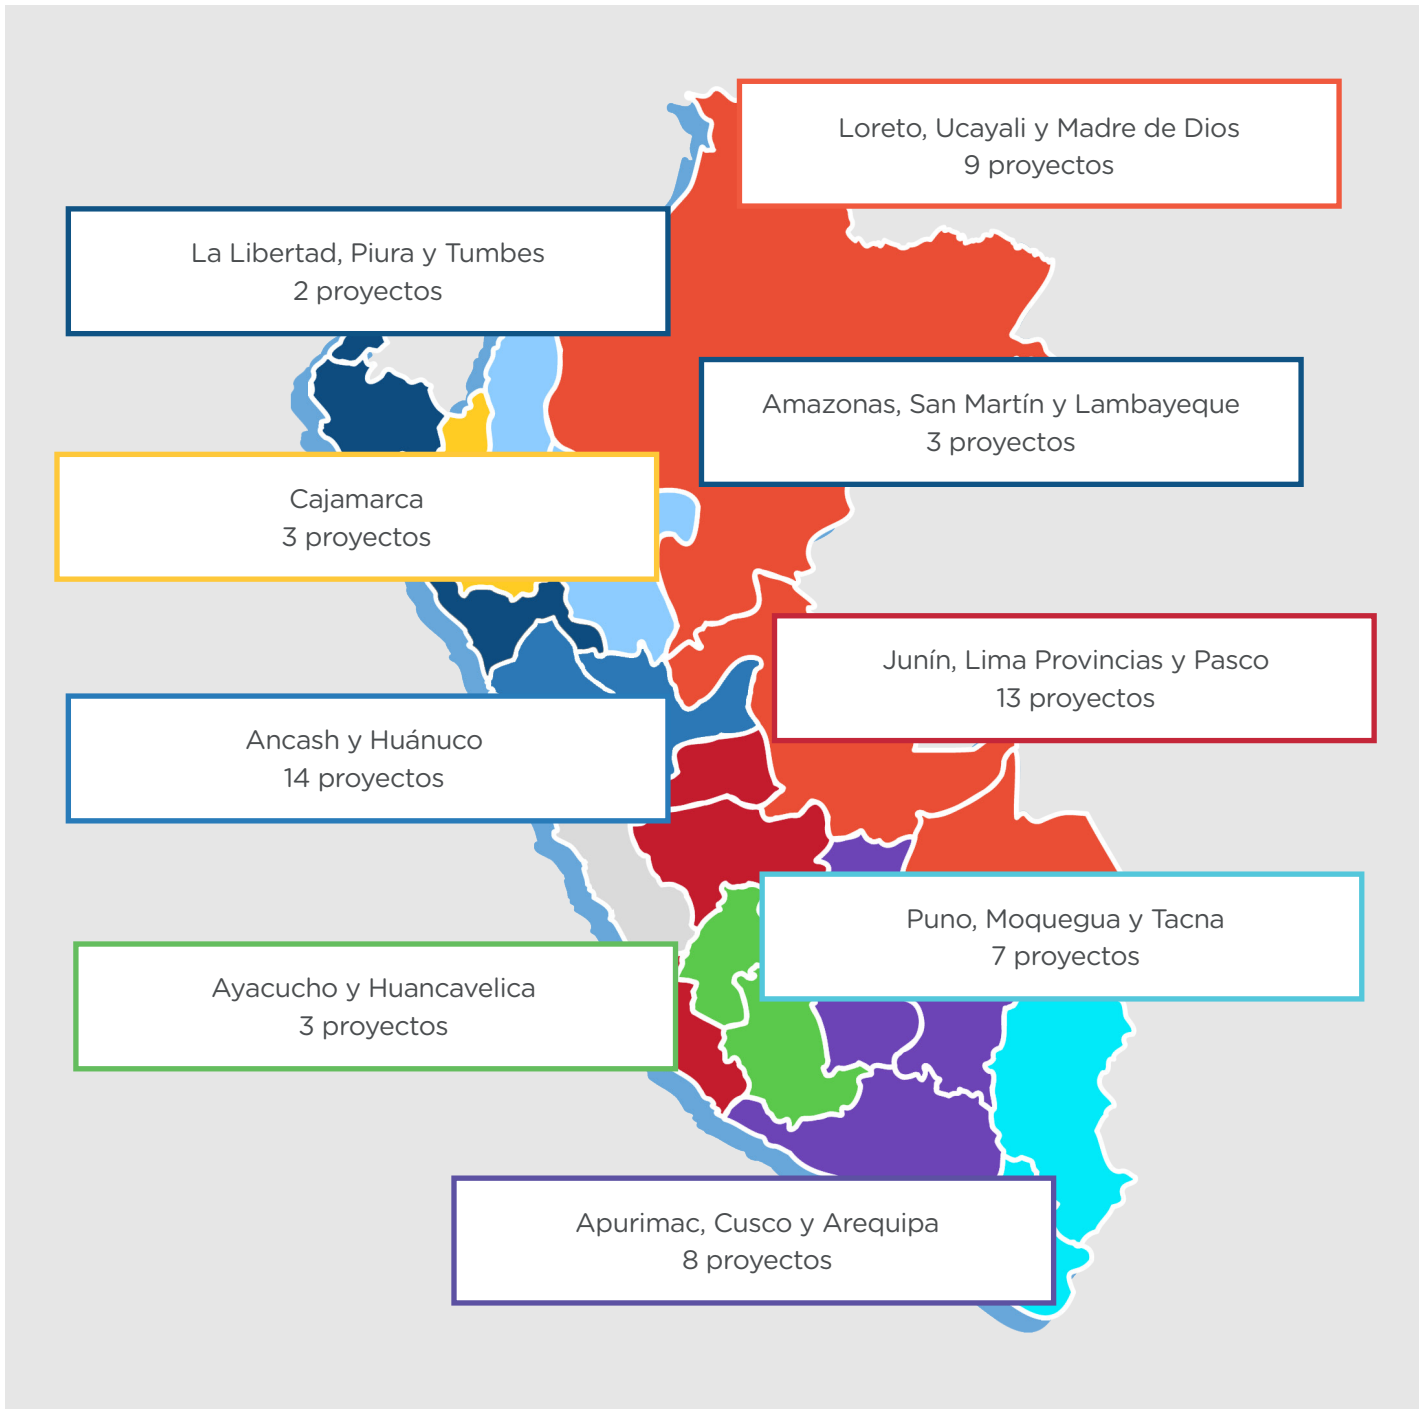 Loreto, Ucayali y Madre de Dios
9 proyectos
La Libertad, Piura y Tumbes
2 proyectos
Amazonas, San Martín y Lambayeque
3 proyectos
Cajamarca
3 proyectos
Junín, Lima Provincias y Pasco
13 proyectos
Ancash y Huánuco
14 proyectos
Puno, Moquegua y Tacna
7 proyectos
Ayacucho y Huancavelica
3 proyectos
Apurimac, Cusco y Arequipa
8 proyectos